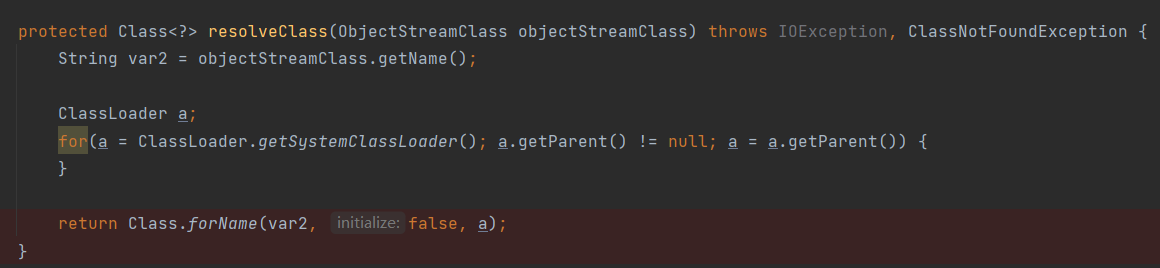 protected Class<?> resolveClass(ObjectStreamClass objectStreamClass) throws IOException, ClassNotFoundException {
    String var2 = objectStreamClass.getName();

    ClassLoader a;
    for(a = ClassLoader.getSystemClassLoader(); a.getParent() != null; a = a.getParent()) {
    }

    return Class.forName(var2, initialize: false, a);
}